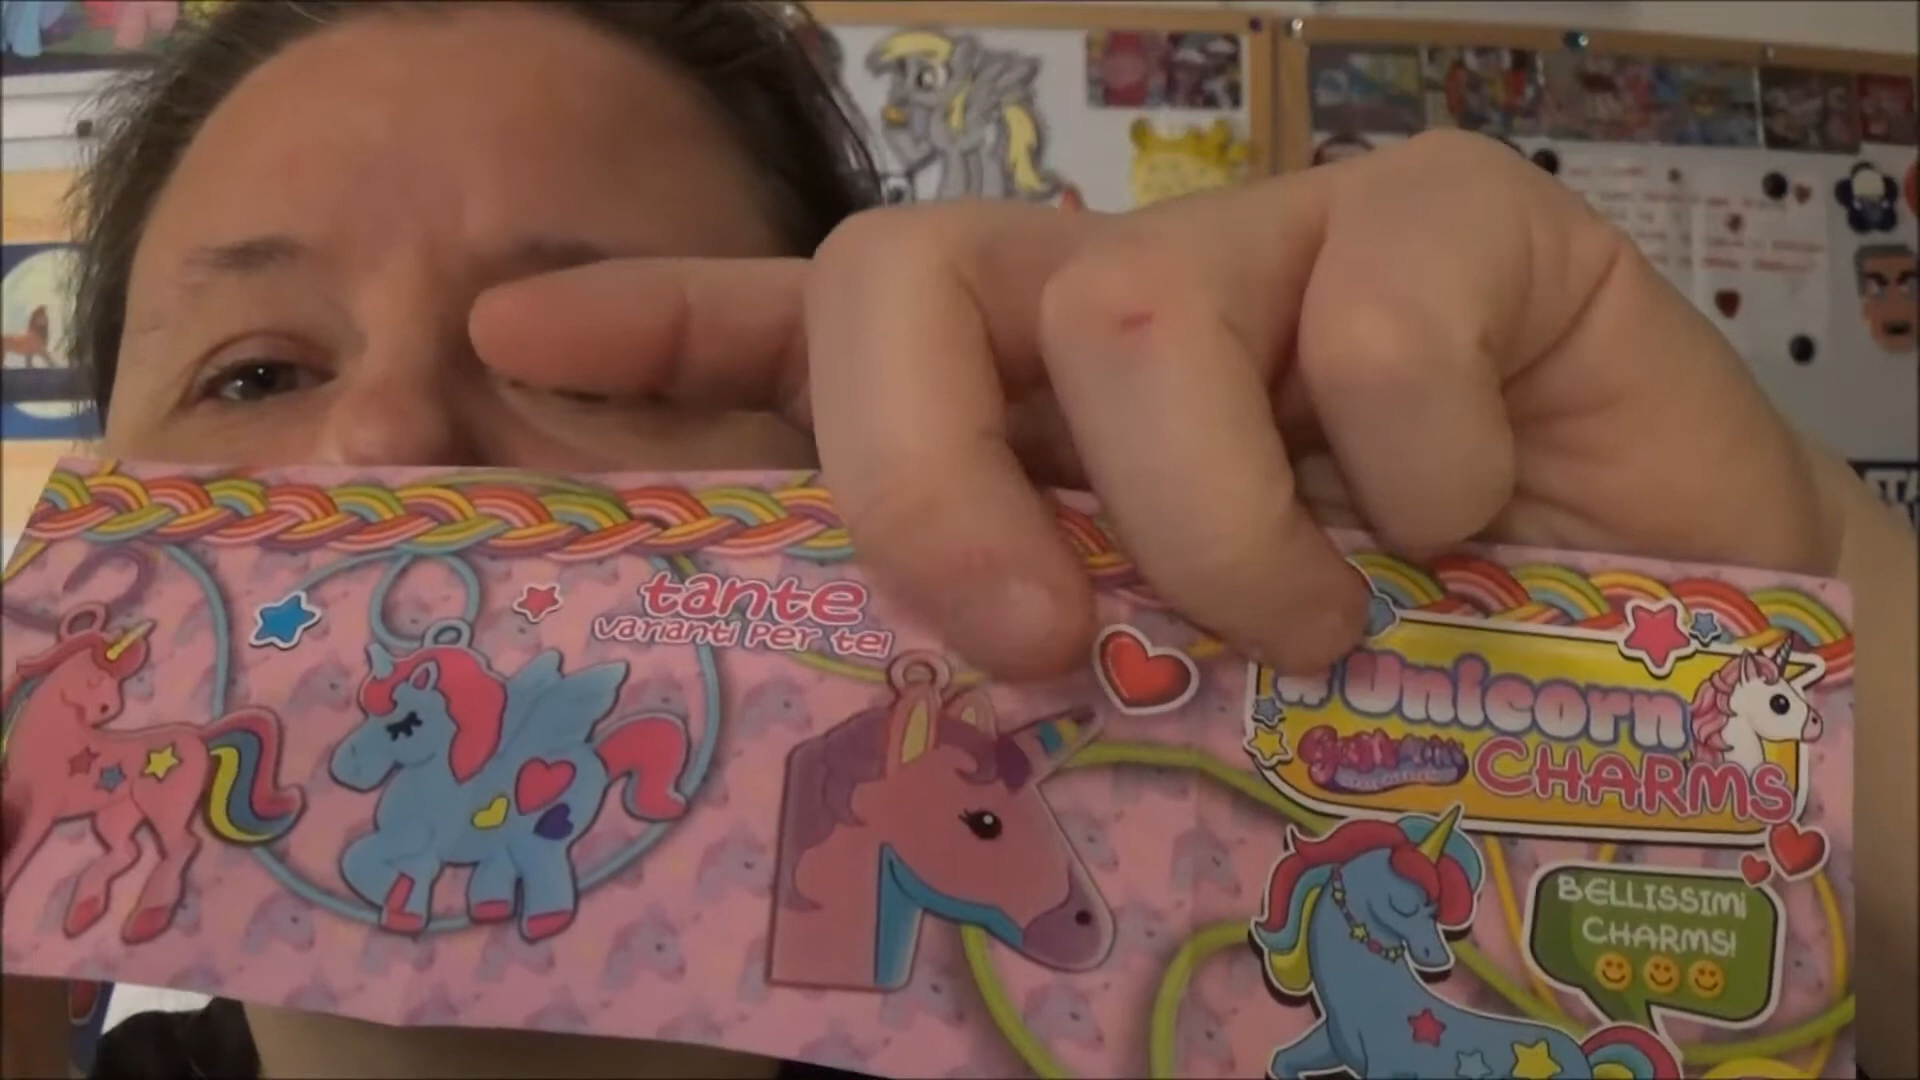 tante
varianti per te!
#Unicorn
CHARMS
BELLISSIMI
CHARMS!